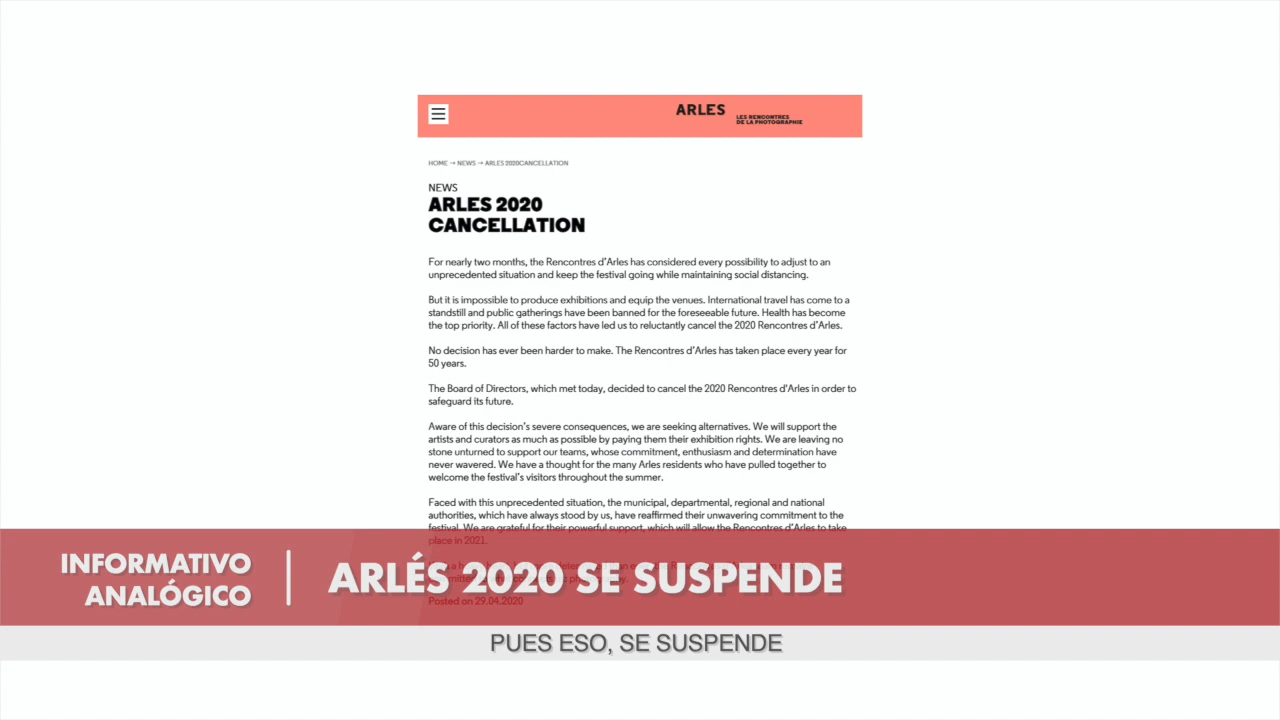 ARLES
LES RENCONTRES
DE LA PHOTOGRAPHIE
HOME → NEWS → ARLES 2020CANCELLATION
NEWS
ARLES 2020
CANCELLATION
For nearly two months, the Rencontres d'Arles has considered every possibility to adjust to an
unprecedented situation and keep the festival going while maintaining social distancing.
But it is impossible to produce exhibitions and equip the venues. International travel has come to a
standstill and public gatherings have been banned for the foreseeable future. Health has become
the top priority. All of these factors have led us to reluctantly cancel the 2020 Rencontres d'Arles.
No decision has ever been harder to make. The Rencontres d'Arles has taken place every year for
50 years.
The Board of Directors, which met today, decided to cancel the 2020 Rencontres d'Arles in order to
safeguard its future.
Aware of this decision's severe consequences, we are seeking alternatives. We will support the
artists and curators as much as possible by paying them their exhibition rights. We are leaving no
stone unturned to support our teams, whose commitment, enthusiasm and determination have
never wavered. We have a thought for the many Arles residents who have pulled together to
welcome the festival's visitors throughout the summer.
Faced with this unprecedented situation, the municipal, departmental, regional and national
authorities, which have always stood by us, have reaffirmed their unwavering commitment to the
festival. We are grateful for their powerful support, which will allow the Rencontres d'Arles to take
place in 2021.
INFORMATIVO
ANALÓGICO
ARLÉS 2020 SE SUSPENDE
Posted on 29.04.2020
PUES ESO, SE SUSPENDE